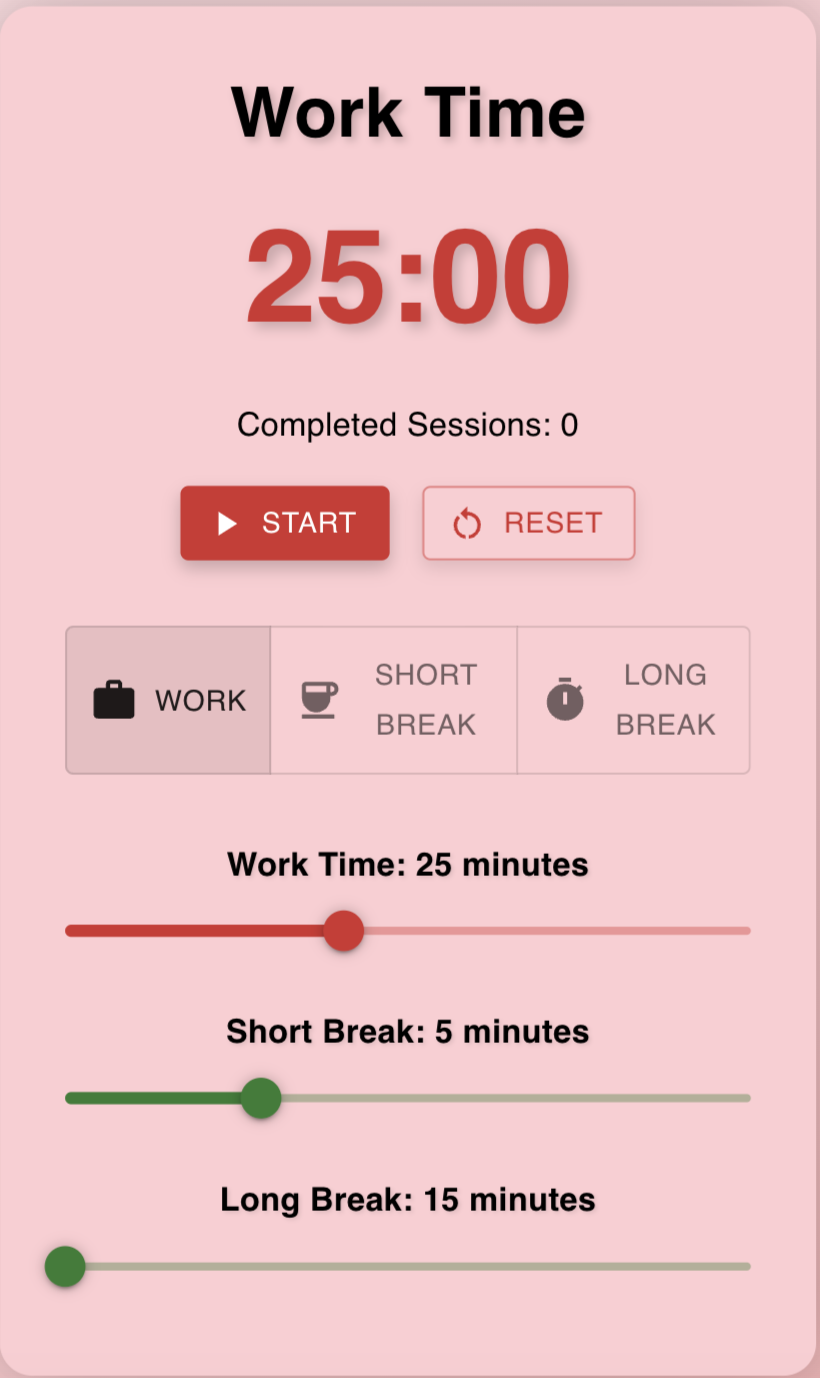 Work Time
25:00
Completed Sessions: 0
START
RESET
WORK
SHORT
BREAK
LONG
BREAK
Work Time: 25 minutes
Short Break: 5 minutes
Long Break: 15 minutes